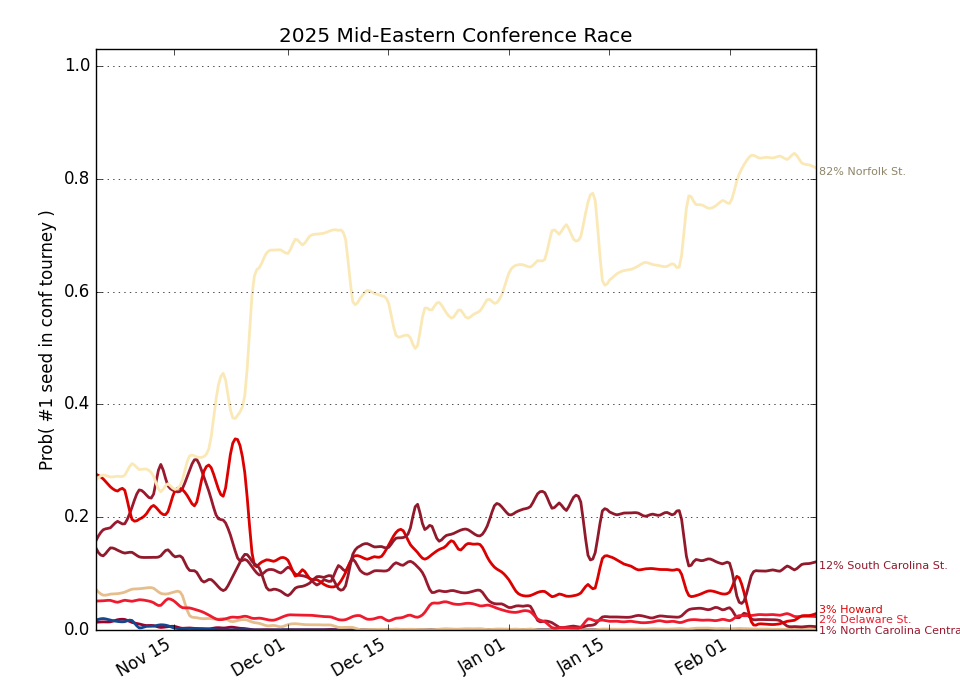 2025 Mid-Eastern Conference Race
Prob( #1 seed in conf tourney )
1.0
0.8
0.6
0.4
0.2
0.0
Nov 15
Dec 01
Dec 15
Jan 01
Jan 15
Feb 01
82% Norfolk St.
12% South Carolina St.
3% Howard
2% Delaware St.
1% North Carolina Centra